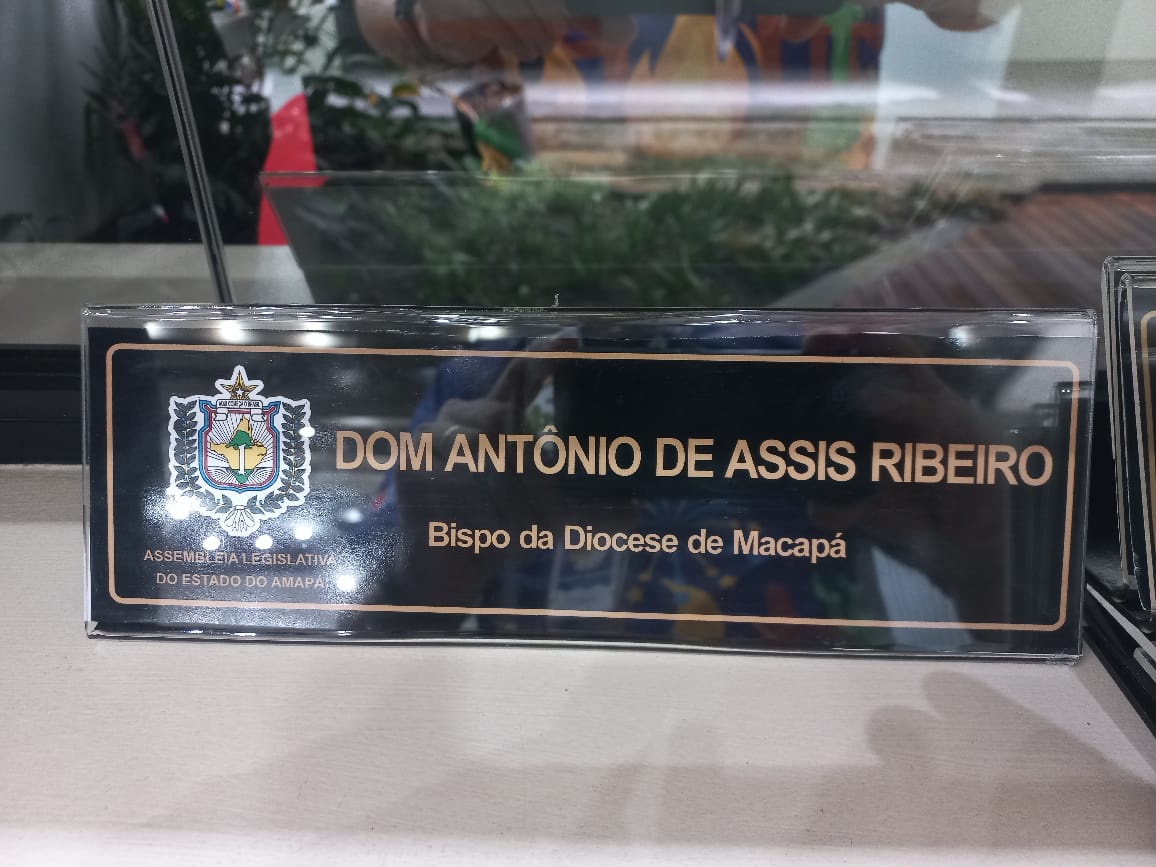 DOM ANTÔNIO DE ASSIS RIBEIRO
Bispo da Diocese de Macapá
ASSEMBLEIA LEGISLATIVA
DO ESTADO DO AMAPÁ